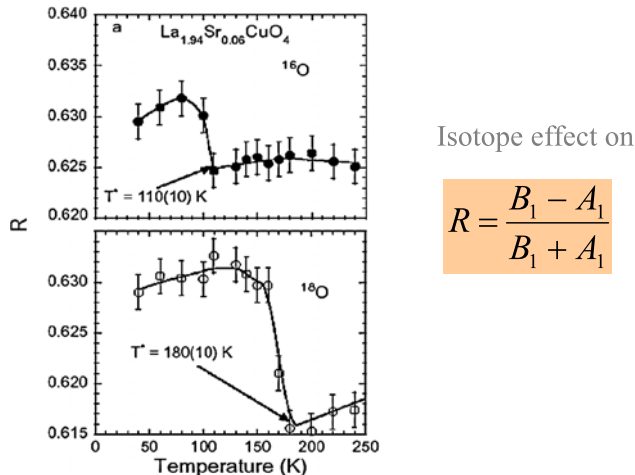 0.640
a
La1.94Sr0.06CuO4
16O
0.635
0.630
0.625
T* = 110(10) K
0.620
R
0.630
18O
0.625
T* = 180(10) K
0.620
0.615
0 50 100 150 200 250
Temperature (K)
Isotope effect on
R = (B₁ − A₁) / (B₁ + A₁)